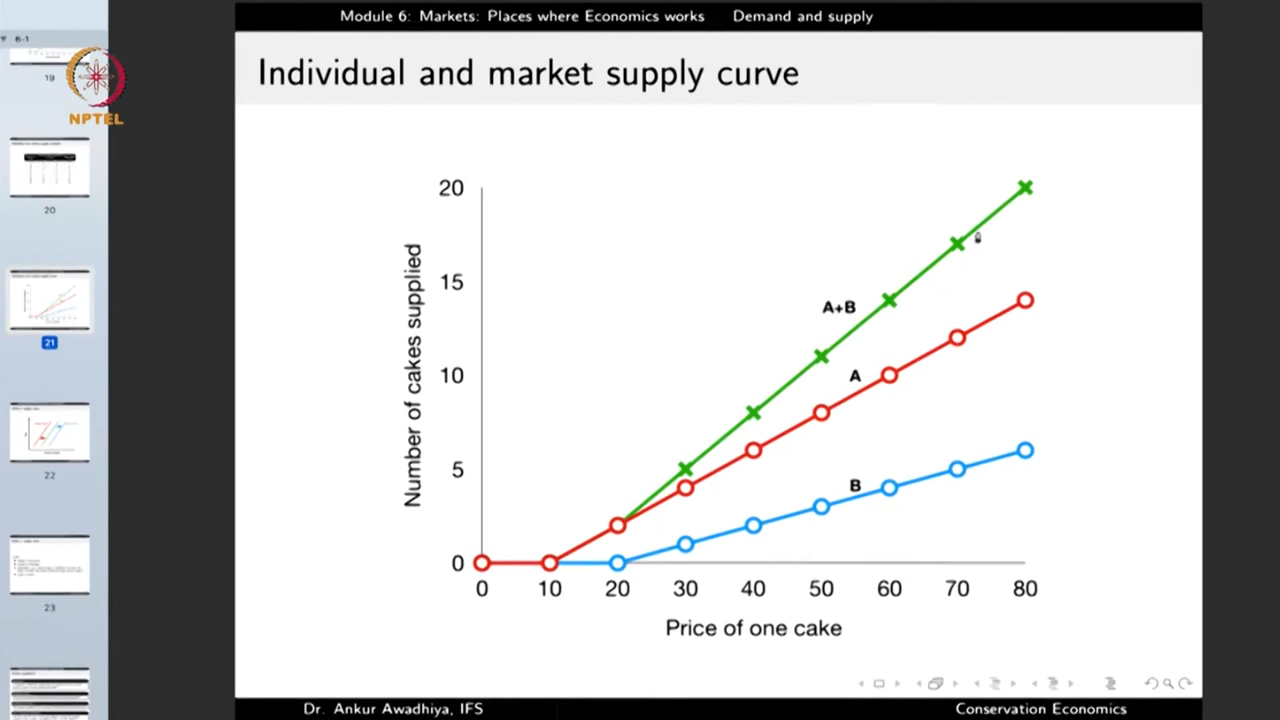 Module 6: Markets: Places where Economics works Demand and supply
6-1
Individual and market supply curve
19
NPTEL
20
21
22
23
Number of cakes supplied
20
15
10
5
0
A+B
A
B
0 10 20 30 40 50 60 70 80
Price of one cake
Dr. Ankur Awadhiya, IFS Conservation Economics